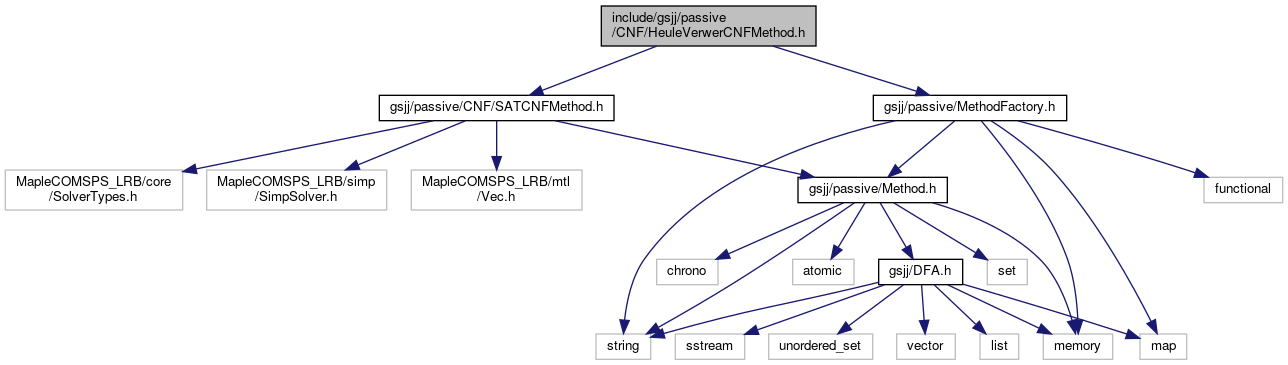 include/gsjj/passive
/CNF/HeuleVerwerCNFMethod.h
gsjj/passive/CNF/SATCNFMethod.h
gsjj/passive/MethodFactory.h
MapleCOMSPS_LRB/core
/SolverTypes.h
MapleCOMSPS_LRB/simp
/SimpSolver.h
MapleCOMSPS_LRB/mtl
/Vec.h
gsjj/passive/Method.h
functional
chrono
atomic
gsjj/DFA.h
set
string
sstream
unordered_set
vector
list
memory
map